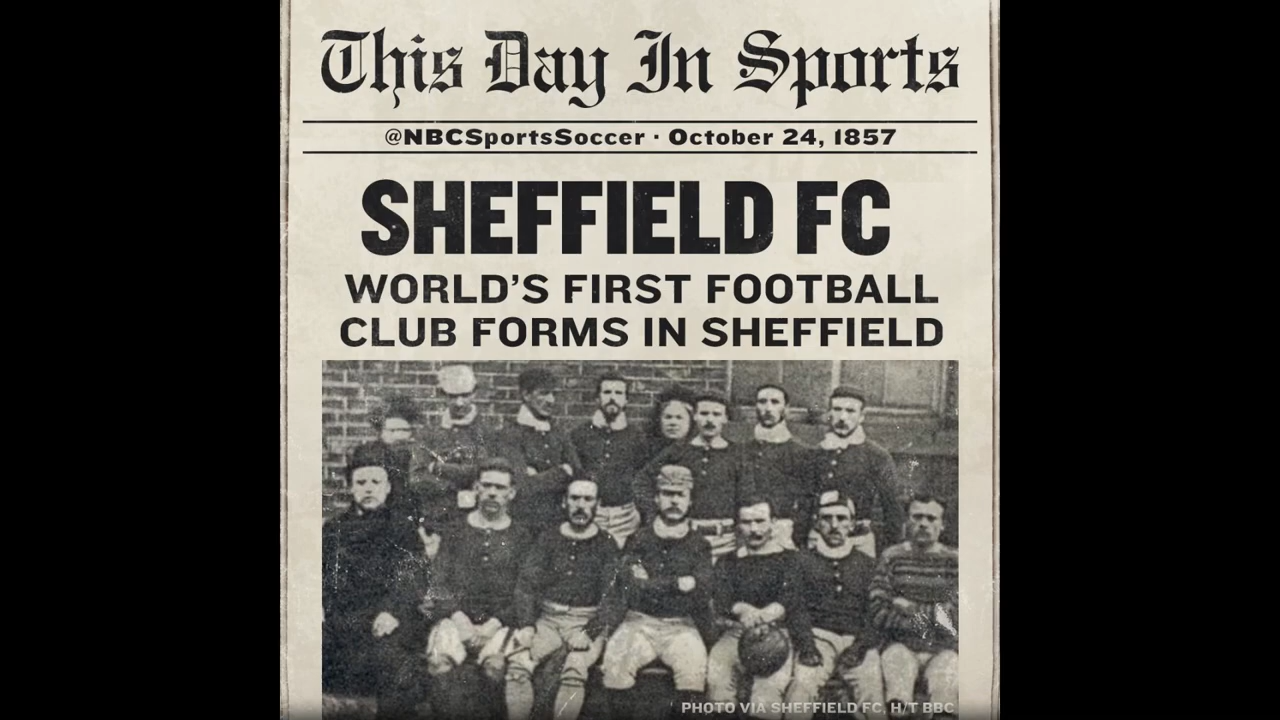 This Day In Sports
@NBCSportsSoccer · October 24, 1857
SHEFFIELD FC
WORLD'S FIRST FOOTBALL
CLUB FORMS IN SHEFFIELD
PHOTO VIA SHEFFIELD FC, H/T BBC